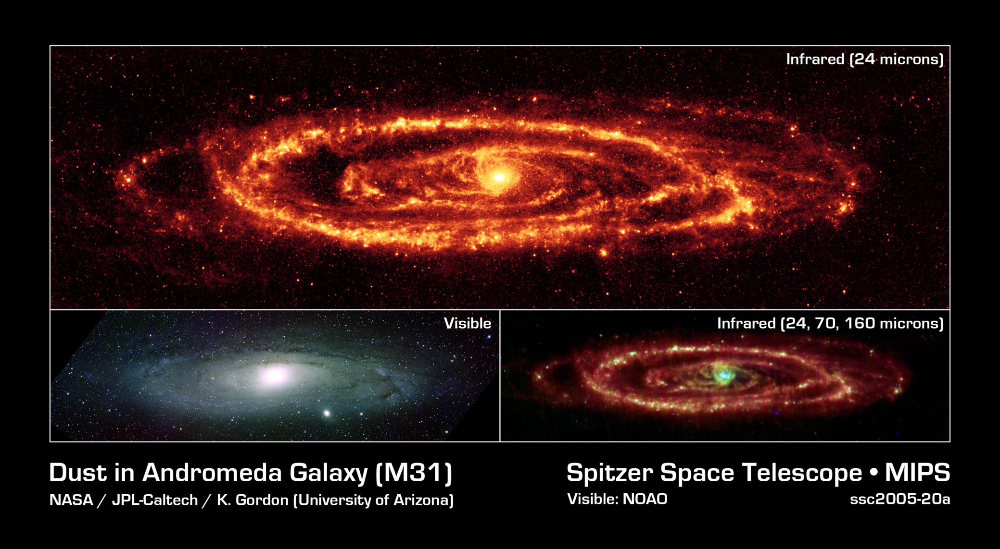 Infrared (24 microns)
Visible
Infrared (24, 70, 160 microns)
Dust in Andromeda Galaxy (M31)
NASA / JPL-Caltech / K. Gordon (University of Arizona)
Spitzer Space Telescope • MIPS
Visible: NOAO
ssc2005-20a